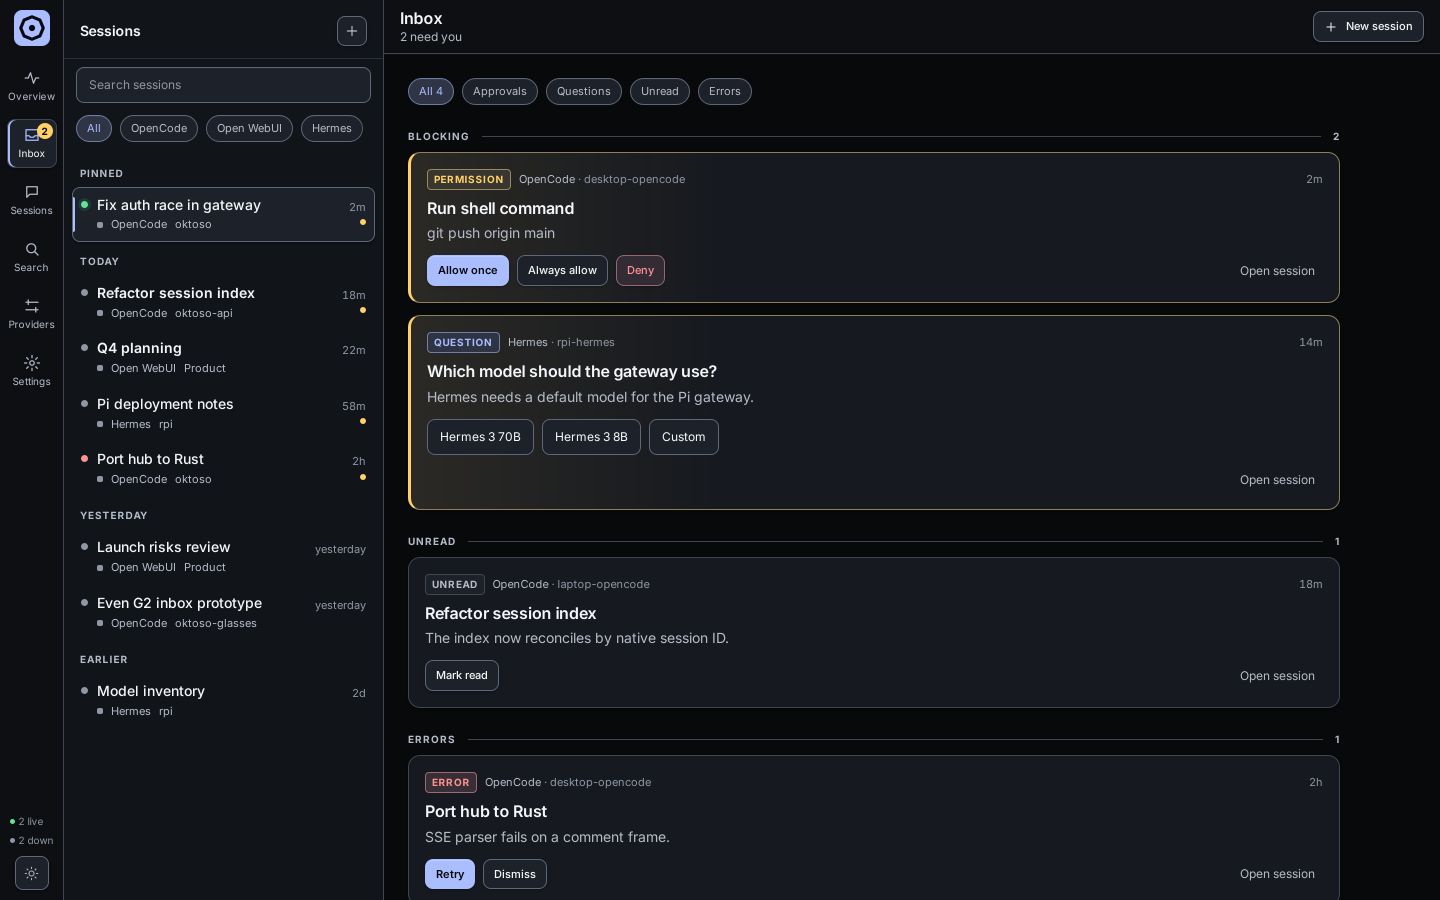 Overview
2
Inbox
Sessions
Search
Providers
Settings
2 live
2 down
Sessions
Search sessions
All
OpenCode
Open WebUI
Hermes
PINNED
Fix auth race in gateway
2m
OpenCode oktoso
TODAY
Refactor session index
18m
OpenCode oktoso-api
Q4 planning
22m
Open WebUI Product
Pi deployment notes
58m
Hermes rpi
Port hub to Rust
2h
OpenCode oktoso
YESTERDAY
Launch risks review
yesterday
Open WebUI Product
Even G2 inbox prototype
yesterday
OpenCode oktoso-glasses
EARLIER
Model inventory
2d
Hermes rpi
Inbox
2 need you
New session
All 4
Approvals
Questions
Unread
Errors
BLOCKING
2
PERMISSION OpenCode · desktop-opencode
2m
Run shell command
git push origin main
Allow once
Always allow
Deny
Open session
QUESTION Hermes · rpi-hermes
14m
Which model should the gateway use?
Hermes needs a default model for the Pi gateway.
Hermes 3 70B
Hermes 3 8B
Custom
Open session
UNREAD
1
UNREAD OpenCode · laptop-opencode
18m
Refactor session index
The index now reconciles by native session ID.
Mark read
Open session
ERRORS
1
ERROR OpenCode · desktop-opencode
2h
Port hub to Rust
SSE parser fails on a comment frame.
Retry
Dismiss
Open session